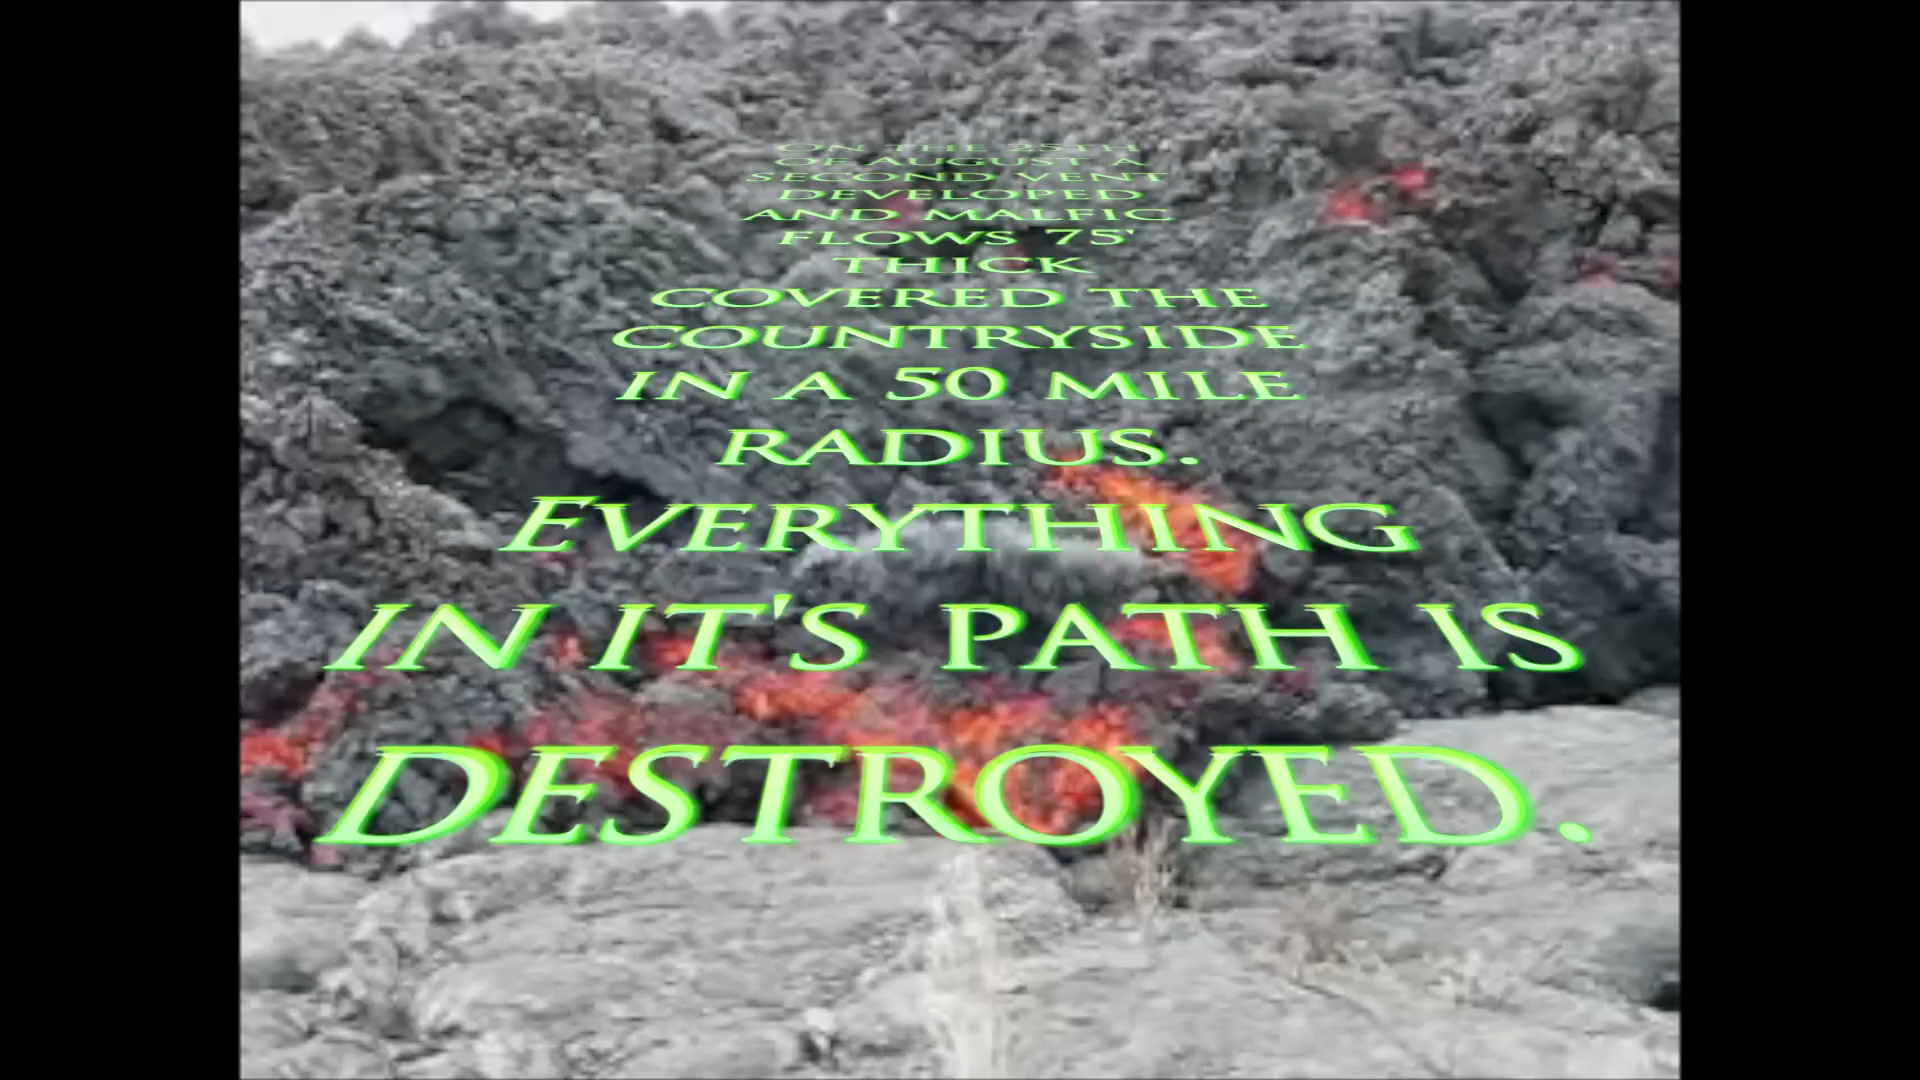 ON THE 25TH
OF AUGUST A
SECOND VENT
DEVELOPED
AND MALFIC
FLOWS '75'
THICK
COVERED THE
COUNTRYSIDE
IN A 50 MILE
RADIUS.
EVERYTHING
IN IT'S PATH IS
DESTROYED.